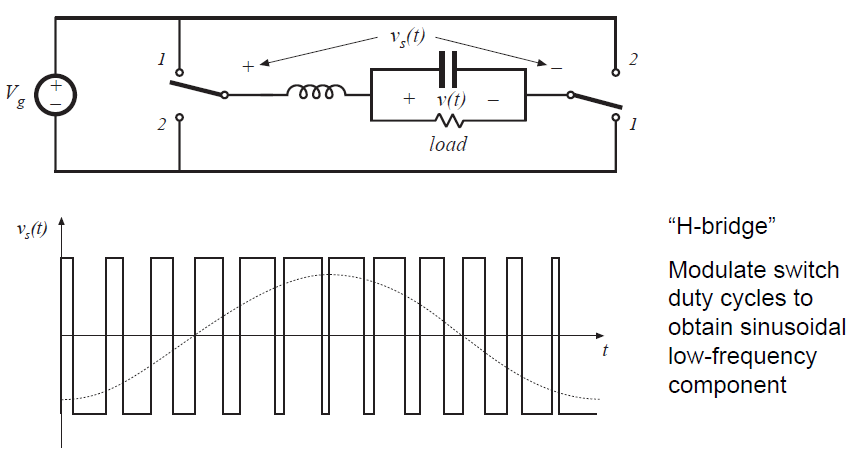 v_s(t)
1
2
+
−
V_g
+
−
+ v(t) −
2
1
load
v_s(t)
t
“H-bridge”
Modulate switch
duty cycles to
obtain sinusoidal
low-frequency
component